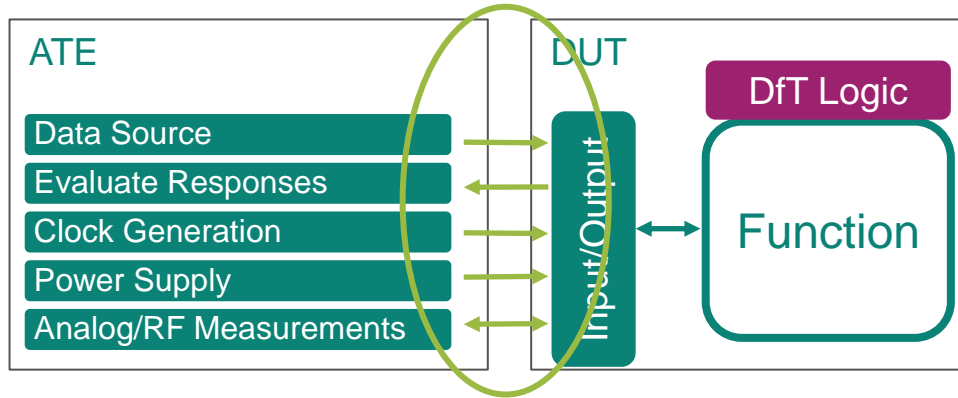 ATE
Data Source
Evaluate Responses
Clock Generation
Power Supply
Analog/RF Measurements
DUT
Input/Output
DfT Logic
Function